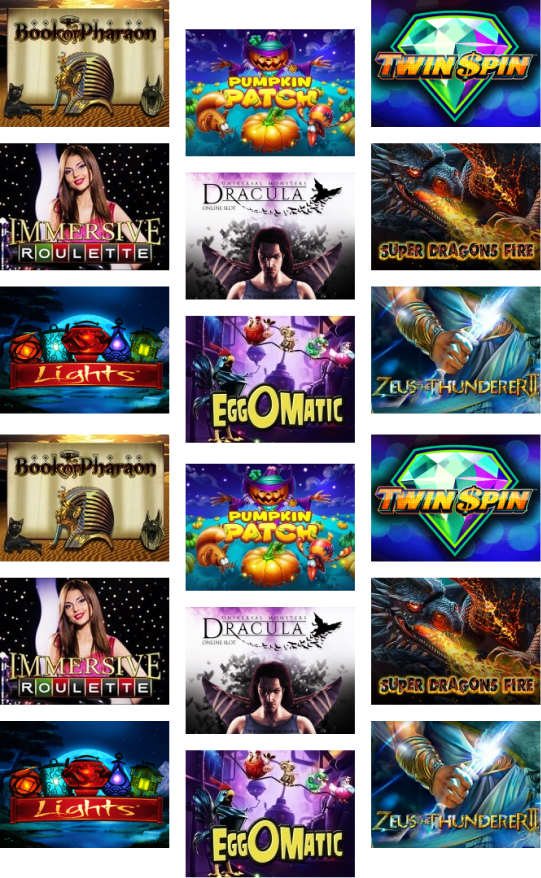 Book of Pharaon
PUMPKIN
PATCH
TWIN SPIN
IMMERSIVE
ROULETTE
UNIVERSAL MONSTERS
DRACULA
ONLINE SLOT
SUPER DRAGONS FIRE
Lights
EGGOMATIC
ZEUS THE THUNDERER II
Book of Pharaon
PUMPKIN
PATCH
TWIN SPIN
IMMERSIVE
ROULETTE
UNIVERSAL MONSTERS
DRACULA
ONLINE SLOT
SUPER DRAGONS FIRE
Lights
EGGOMATIC
ZEUS THE THUNDERER II